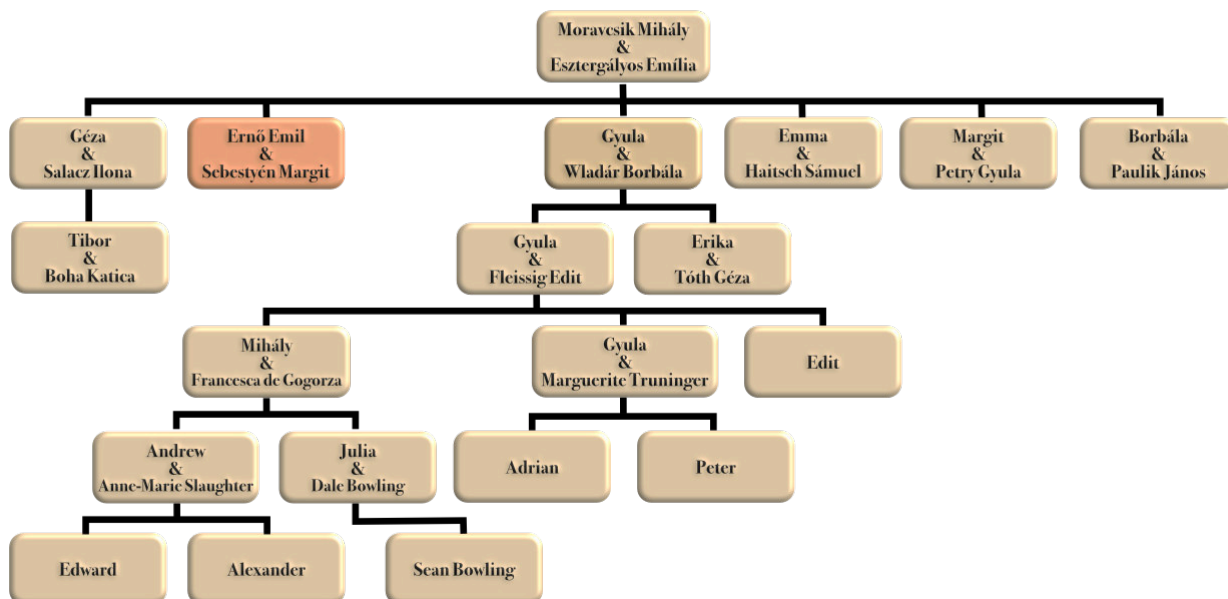 Moravcsik Mihály
&
Esztergályos Emília
Géza
&
Salacz Ilona
Ernő Emil
&
Sebestyén Margit
Gyula
&
Wladár Borbála
Emma
&
Haitsch Sámuel
Margit
&
Petry Gyula
Borbála
&
Paulik János
Tibor
&
Boha Katica
Gyula
&
Fleissig Edit
Erika
&
Tóth Géza
Mihály
&
Francesca de Gogorza
Gyula
&
Marguerite Truninger
Edit
Andrew
&
Anne-Marie Slaughter
Julia
&
Dale Bowling
Adrian
Peter
Edward
Alexander
Sean Bowling